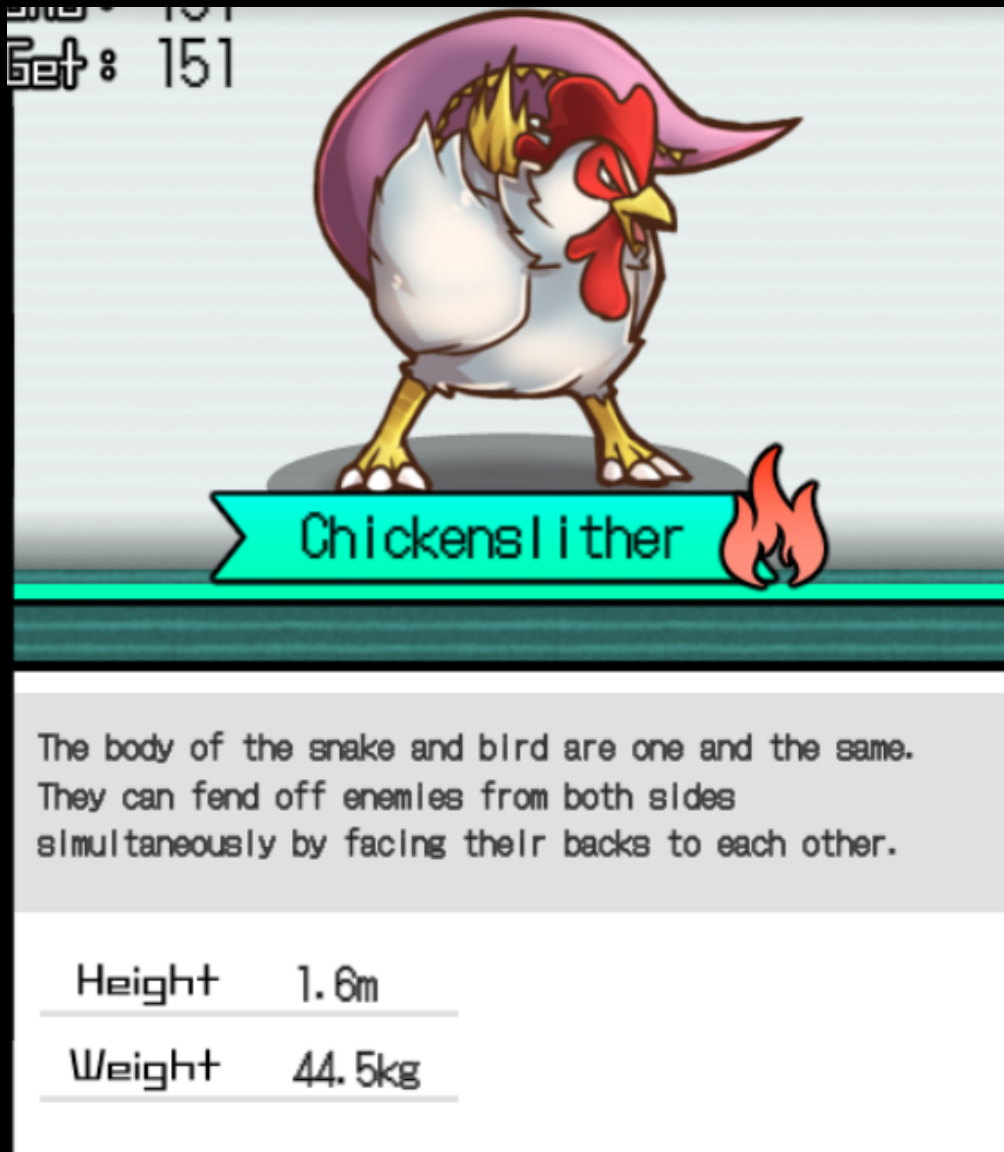 Get: 151
Chickenslither
The body of the snake and bird are one and the same.
They can fend off enemies from both sides
simultaneously by facing their backs to each other.
Height 1.6m
Weight 44.5kg